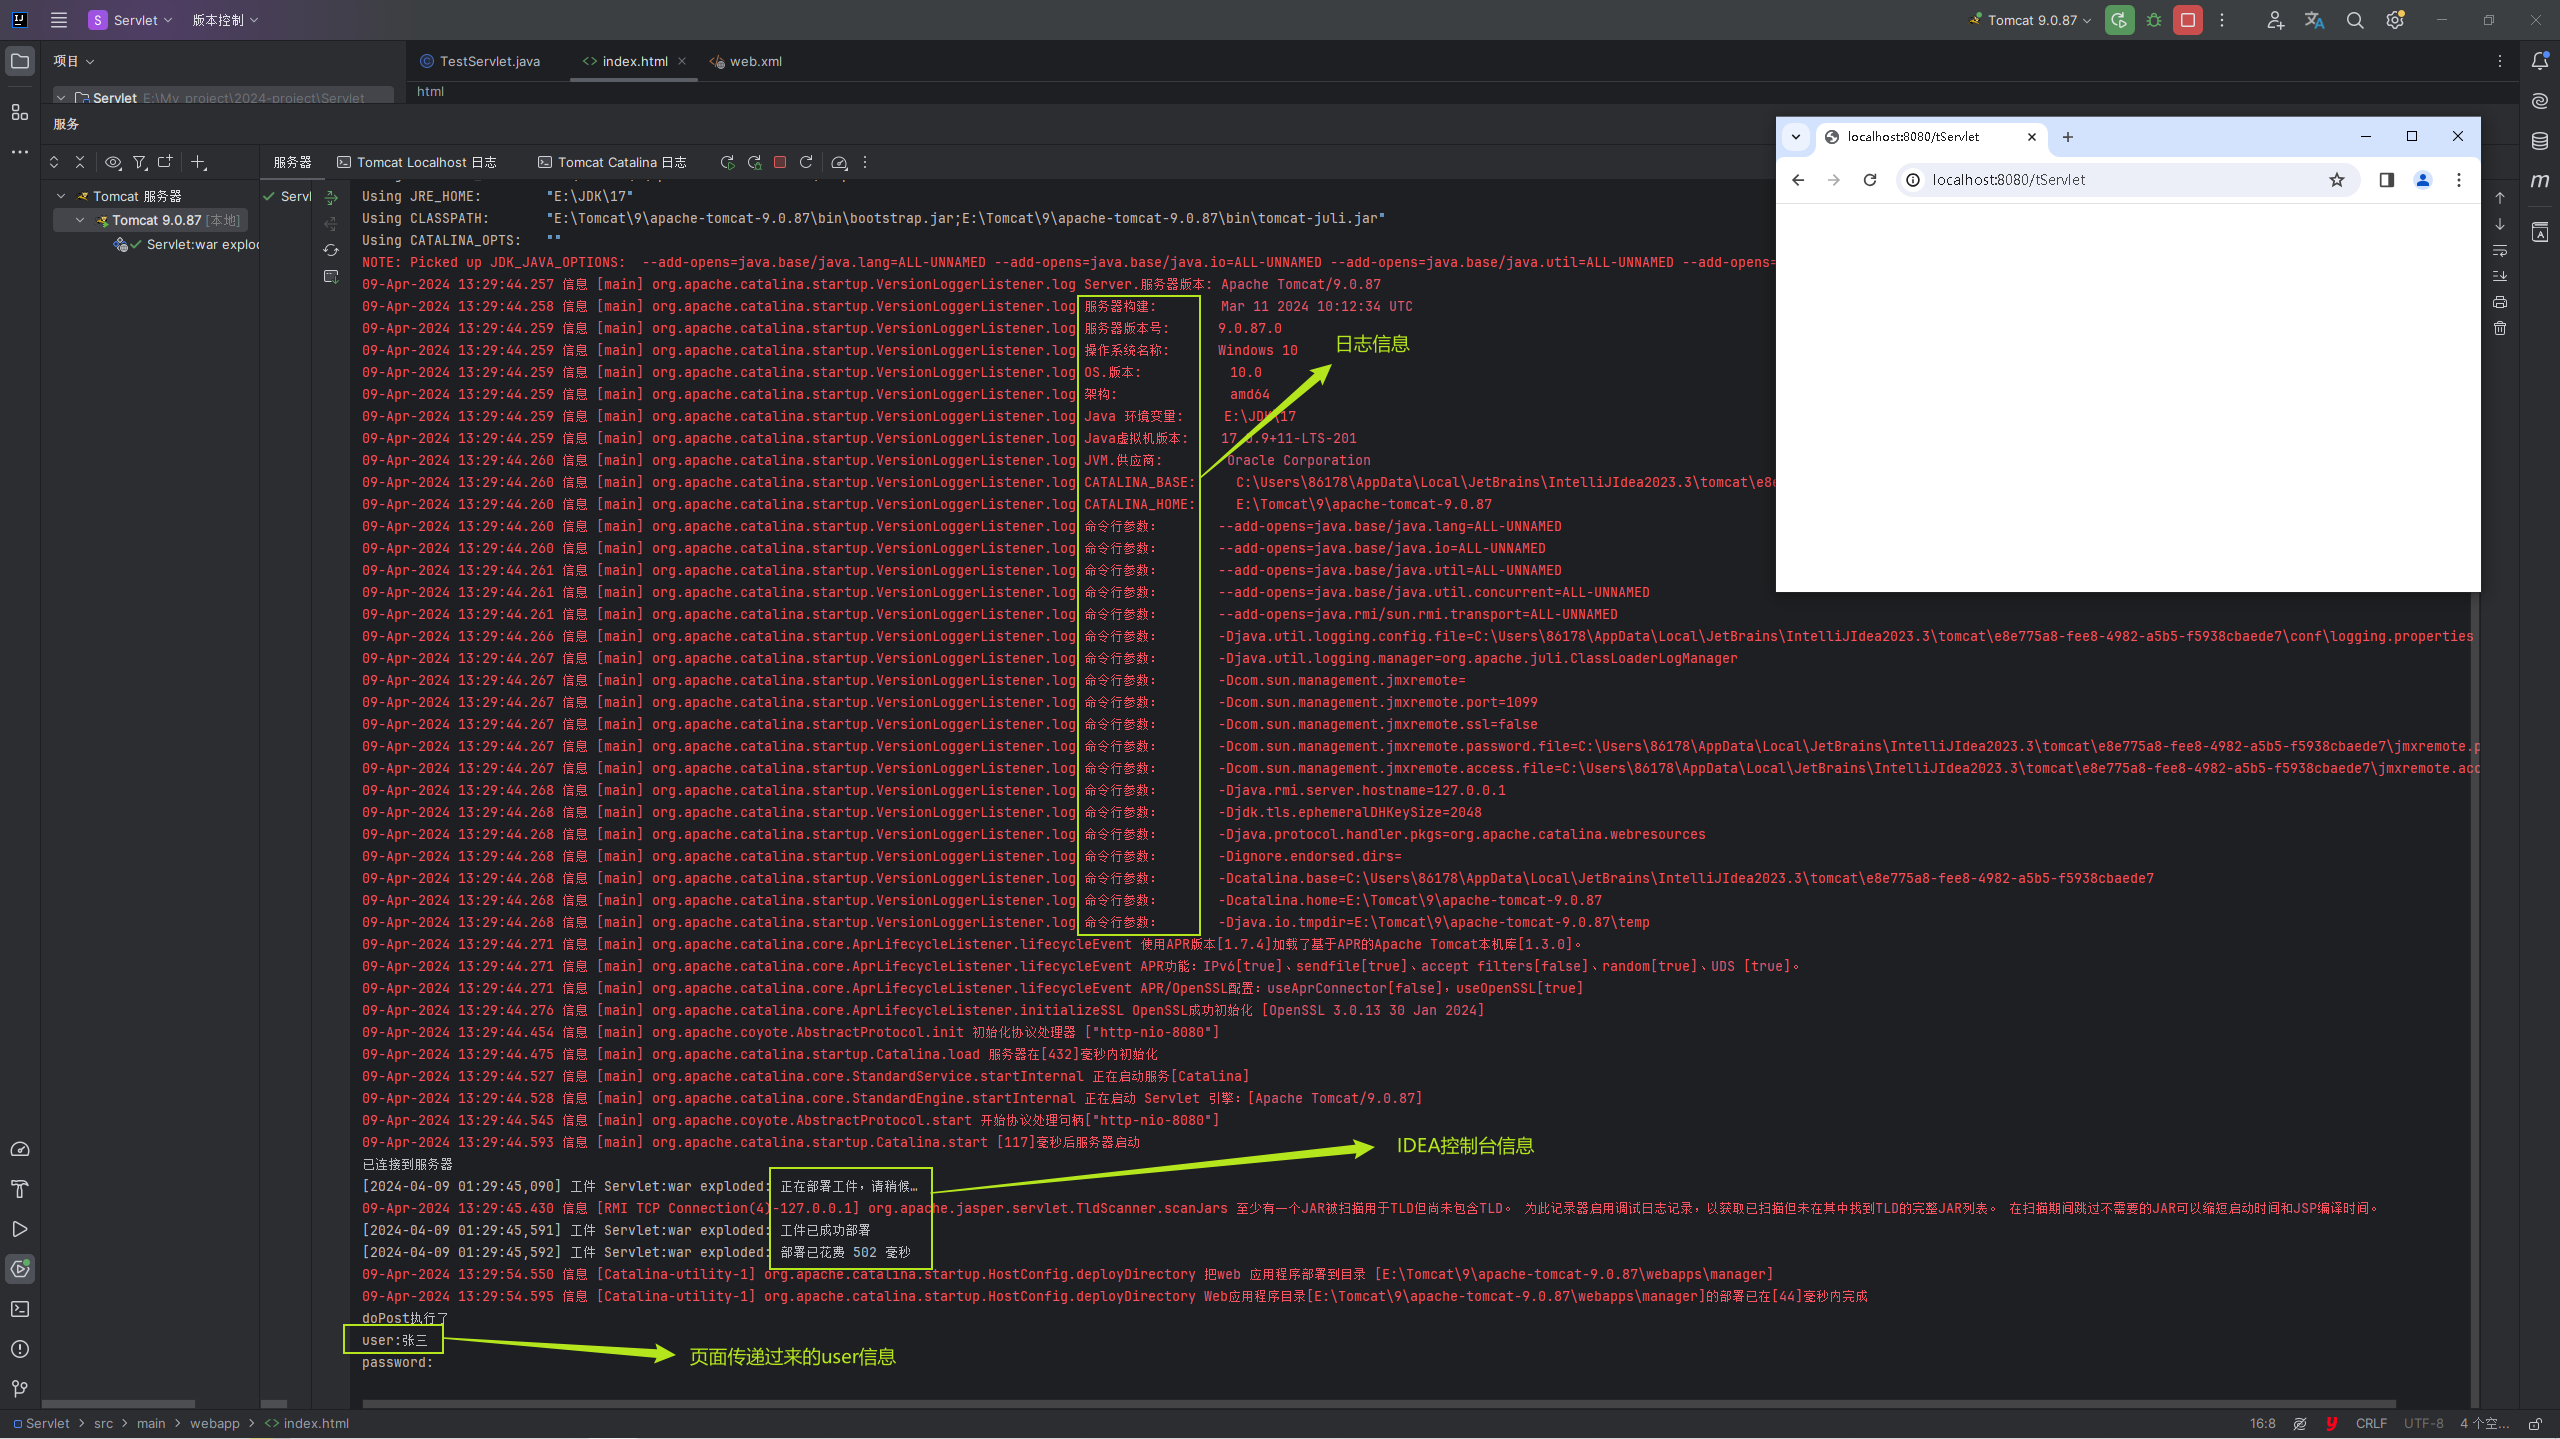 Servlet
版本控制
Tomcat 9.0.87
项目
TestServlet.java
index.html
web.xml
Servlet E:\My_project\2024-project\Servlet
html
服务
服务器
Tomcat Localhost 日志
Tomcat Catalina 日志
Tomcat 服务器
Tomcat 9.0.87 [本地]
Servlet:war explo
Servl
Using JRE_HOME: "E:\JDK\17"
Using CLASSPATH: "E:\Tomcat\9\apache-tomcat-9.0.87\bin\bootstrap.jar;E:\Tomcat\9\apache-tomcat-9.0.87\bin\tomcat-juli.jar"
Using CATALINA_OPTS: ""
NOTE: Picked up JDK_JAVA_OPTIONS: --add-opens=java.base/java.lang=ALL-UNNAMED --add-opens=java.base/java.io=ALL-UNNAMED --add-opens=java.base/java.util=ALL-UNNAMED --add-opens=
09-Apr-2024 13:29:44.257 信息 [main] org.apache.catalina.startup.VersionLoggerListener.log Server.服务器版本: Apache Tomcat/9.0.87
09-Apr-2024 13:29:44.258 信息 [main] org.apache.catalina.startup.VersionLoggerListener.log 服务器构建: Mar 11 2024 10:12:34 UTC
09-Apr-2024 13:29:44.259 信息 [main] org.apache.catalina.startup.VersionLoggerListener.log 服务器版本号: 9.0.87.0
09-Apr-2024 13:29:44.259 信息 [main] org.apache.catalina.startup.VersionLoggerListener.log 操作系统名称: Windows 10
09-Apr-2024 13:29:44.259 信息 [main] org.apache.catalina.startup.VersionLoggerListener.log OS.版本: 10.0
09-Apr-2024 13:29:44.259 信息 [main] org.apache.catalina.startup.VersionLoggerListener.log 架构: amd64
09-Apr-2024 13:29:44.259 信息 [main] org.apache.catalina.startup.VersionLoggerListener.log Java 环境变量: E:\JDK\17
09-Apr-2024 13:29:44.259 信息 [main] org.apache.catalina.startup.VersionLoggerListener.log Java虚拟机版本: 17.0.9+11-LTS-201
09-Apr-2024 13:29:44.260 信息 [main] org.apache.catalina.startup.VersionLoggerListener.log JVM.供应商: Oracle Corporation
09-Apr-2024 13:29:44.260 信息 [main] org.apache.catalina.startup.VersionLoggerListener.log CATALINA_BASE: C:\Users\86178\AppData\Local\JetBrains\IntelliJIdea2023.3\tomcat\e8e
09-Apr-2024 13:29:44.260 信息 [main] org.apache.catalina.startup.VersionLoggerListener.log CATALINA_HOME: E:\Tomcat\9\apache-tomcat-9.0.87
09-Apr-2024 13:29:44.260 信息 [main] org.apache.catalina.startup.VersionLoggerListener.log 命令行参数: --add-opens=java.base/java.lang=ALL-UNNAMED
09-Apr-2024 13:29:44.260 信息 [main] org.apache.catalina.startup.VersionLoggerListener.log 命令行参数: --add-opens=java.base/java.io=ALL-UNNAMED
09-Apr-2024 13:29:44.261 信息 [main] org.apache.catalina.startup.VersionLoggerListener.log 命令行参数: --add-opens=java.base/java.util=ALL-UNNAMED
09-Apr-2024 13:29:44.261 信息 [main] org.apache.catalina.startup.VersionLoggerListener.log 命令行参数: --add-opens=java.base/java.util.concurrent=ALL-UNNAMED
09-Apr-2024 13:29:44.261 信息 [main] org.apache.catalina.startup.VersionLoggerListener.log 命令行参数: --add-opens=java.rmi/sun.rmi.transport=ALL-UNNAMED
09-Apr-2024 13:29:44.266 信息 [main] org.apache.catalina.startup.VersionLoggerListener.log 命令行参数: -Djava.util.logging.config.file=C:\Users\86178\AppData\Local\JetBrains\IntelliJIdea2023.3\tomcat\e8e775a8-fee8-4982-a5b5-f5938cbaede7\conf\logging.properties
09-Apr-2024 13:29:44.267 信息 [main] org.apache.catalina.startup.VersionLoggerListener.log 命令行参数: -Djava.util.logging.manager=org.apache.juli.ClassLoaderLogManager
09-Apr-2024 13:29:44.267 信息 [main] org.apache.catalina.startup.VersionLoggerListener.log 命令行参数: -Dcom.sun.management.jmxremote=
09-Apr-2024 13:29:44.267 信息 [main] org.apache.catalina.startup.VersionLoggerListener.log 命令行参数: -Dcom.sun.management.jmxremote.port=1099
09-Apr-2024 13:29:44.267 信息 [main] org.apache.catalina.startup.VersionLoggerListener.log 命令行参数: -Dcom.sun.management.jmxremote.ssl=false
09-Apr-2024 13:29:44.267 信息 [main] org.apache.catalina.startup.VersionLoggerListener.log 命令行参数: -Dcom.sun.management.jmxremote.password.file=C:\Users\86178\AppData\Local\JetBrains\IntelliJIdea2023.3\tomcat\e8e775a8-fee8-4982-a5b5-f5938cbaede7\jmxremote.p
09-Apr-2024 13:29:44.267 信息 [main] org.apache.catalina.startup.VersionLoggerListener.log 命令行参数: -Dcom.sun.management.jmxremote.access.file=C:\Users\86178\AppData\Local\JetBrains\IntelliJIdea2023.3\tomcat\e8e775a8-fee8-4982-a5b5-f5938cbaede7\jmxremote.acc
09-Apr-2024 13:29:44.268 信息 [main] org.apache.catalina.startup.VersionLoggerListener.log 命令行参数: -Djava.rmi.server.hostname=127.0.0.1
09-Apr-2024 13:29:44.268 信息 [main] org.apache.catalina.startup.VersionLoggerListener.log 命令行参数: -Djdk.tls.ephemeralDHKeySize=2048
09-Apr-2024 13:29:44.268 信息 [main] org.apache.catalina.startup.VersionLoggerListener.log 命令行参数: -Djava.protocol.handler.pkgs=org.apache.catalina.webresources
09-Apr-2024 13:29:44.268 信息 [main] org.apache.catalina.startup.VersionLoggerListener.log 命令行参数: -Dignore.endorsed.dirs=
09-Apr-2024 13:29:44.268 信息 [main] org.apache.catalina.startup.VersionLoggerListener.log 命令行参数: -Dcatalina.base=C:\Users\86178\AppData\Local\JetBrains\IntelliJIdea2023.3\tomcat\e8e775a8-fee8-4982-a5b5-f5938cbaede7
09-Apr-2024 13:29:44.268 信息 [main] org.apache.catalina.startup.VersionLoggerListener.log 命令行参数: -Dcatalina.home=E:\Tomcat\9\apache-tomcat-9.0.87
09-Apr-2024 13:29:44.268 信息 [main] org.apache.catalina.startup.VersionLoggerListener.log 命令行参数: -Djava.io.tmpdir=E:\Tomcat\9\apache-tomcat-9.0.87\temp
09-Apr-2024 13:29:44.271 信息 [main] org.apache.catalina.core.AprLifecycleListener.lifecycleEvent 使用APR版本[1.7.4]加载了基于APR的Apache Tomcat本机库[1.3.0]。
09-Apr-2024 13:29:44.271 信息 [main] org.apache.catalina.core.AprLifecycleListener.lifecycleEvent APR功能：IPv6[true]、sendfile[true]、accept filters[false]、random[true]、UDS [true]。
09-Apr-2024 13:29:44.271 信息 [main] org.apache.catalina.core.AprLifecycleListener.lifecycleEvent APR/OpenSSL配置：useAprConnector[false]，useOpenSSL[true]
09-Apr-2024 13:29:44.276 信息 [main] org.apache.catalina.core.AprLifecycleListener.initializeSSL OpenSSL成功初始化 [OpenSSL 3.0.13 30 Jan 2024]
09-Apr-2024 13:29:44.454 信息 [main] org.apache.coyote.AbstractProtocol.init 初始化协议处理器 ["http-nio-8080"]
09-Apr-2024 13:29:44.475 信息 [main] org.apache.catalina.startup.Catalina.load 服务器在[432]毫秒内初始化
09-Apr-2024 13:29:44.527 信息 [main] org.apache.catalina.core.StandardService.startInternal 正在启动服务[Catalina]
09-Apr-2024 13:29:44.528 信息 [main] org.apache.catalina.core.StandardEngine.startInternal 正在启动 Servlet 引擎：[Apache Tomcat/9.0.87]
09-Apr-2024 13:29:44.545 信息 [main] org.apache.coyote.AbstractProtocol.start 开始协议处理句柄["http-nio-8080"]
09-Apr-2024 13:29:44.593 信息 [main] org.apache.catalina.startup.Catalina.start [117]毫秒后服务器启动
已连接到服务器
[2024-04-09 01:29:45,090] 工件 Servlet:war exploded: 正在部署工件，请稍候…
09-Apr-2024 13:29:45.430 信息 [RMI TCP Connection(4)-127.0.0.1] org.apache.jasper.servlet.TldScanner.scanJars 至少有一个JAR被扫描用于TLD但尚未包含TLD。 为此记录器启用调试日志记录，以获取已扫描但未在其中找到TLD的完整JAR列表。 在扫描期间跳过不需要的JAR可以缩短启动时间和JSP编译时间。
[2024-04-09 01:29:45,591] 工件 Servlet:war exploded: 工件已成功部署
[2024-04-09 01:29:45,592] 工件 Servlet:war exploded: 部署已花费 502 毫秒
09-Apr-2024 13:29:54.550 信息 [Catalina-utility-1] org.apache.catalina.startup.HostConfig.deployDirectory 把web 应用程序部署到目录 [E:\Tomcat\9\apache-tomcat-9.0.87\webapps\manager]
09-Apr-2024 13:29:54.595 信息 [Catalina-utility-1] org.apache.catalina.startup.HostConfig.deployDirectory Web应用程序目录[E:\Tomcat\9\apache-tomcat-9.0.87\webapps\manager]的部署已在[44]毫秒内完成
doPost执行了
user:张三
password:
日志信息
IDEA控制台信息
页面传递过来的user信息
localhost:8080/tServlet
localhost:8080/tServlet
Servlet > src > main > webapp > index.html
16:8
CRLF
UTF-8
4 个空...